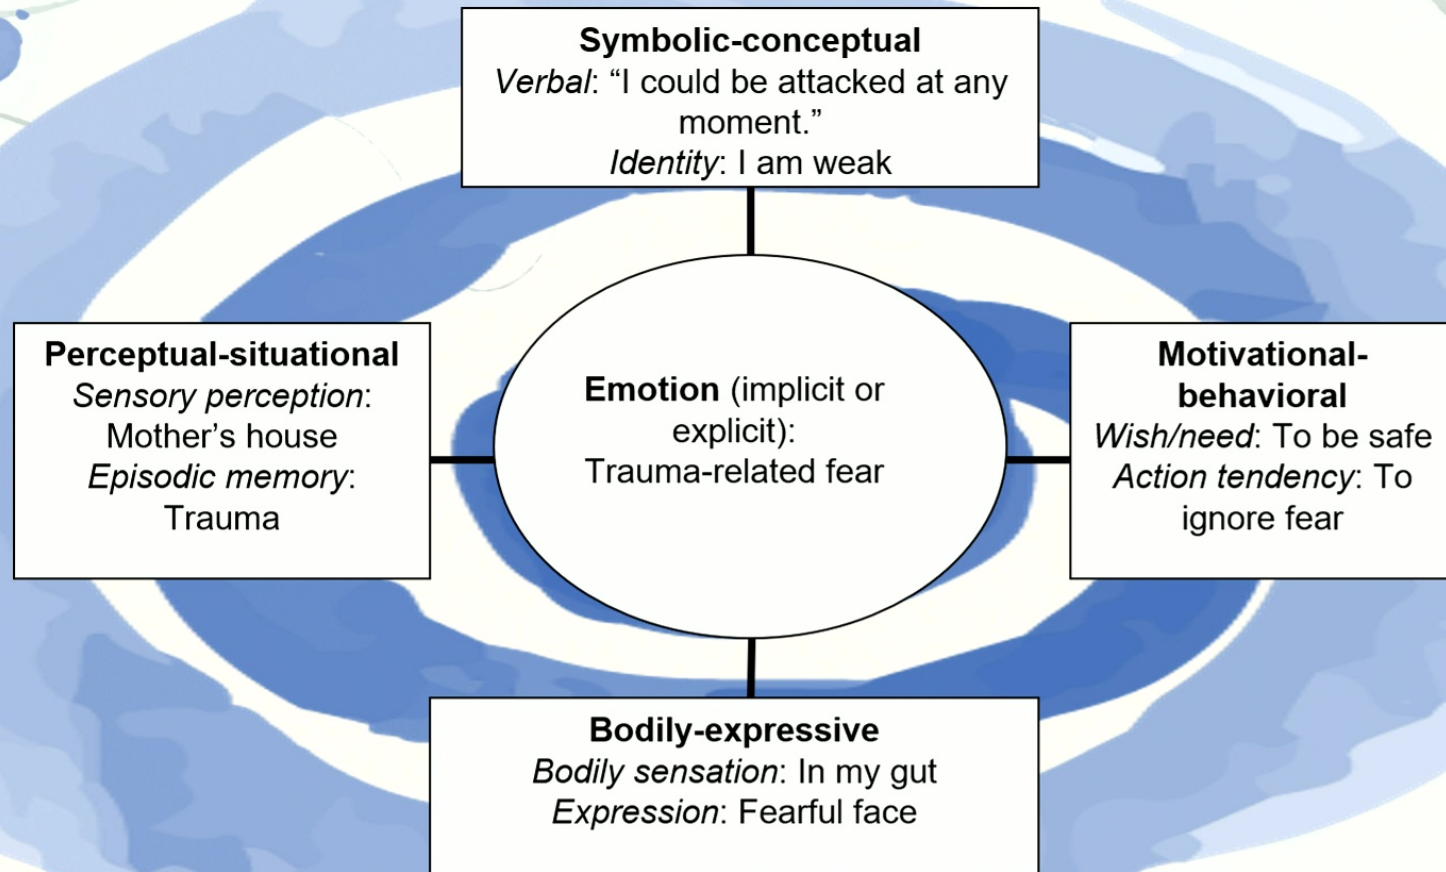 Symbolic-conceptual
Verbal: “I could be attacked at any
moment.”
Identity: I am weak
Perceptual-situational
Sensory perception:
Mother’s house
Episodic memory:
Trauma
Emotion (implicit or
explicit):
Trauma-related fear
Motivational-
behavioral
Wish/need: To be safe
Action tendency: To
ignore fear
Bodily-expressive
Bodily sensation: In my gut
Expression: Fearful face